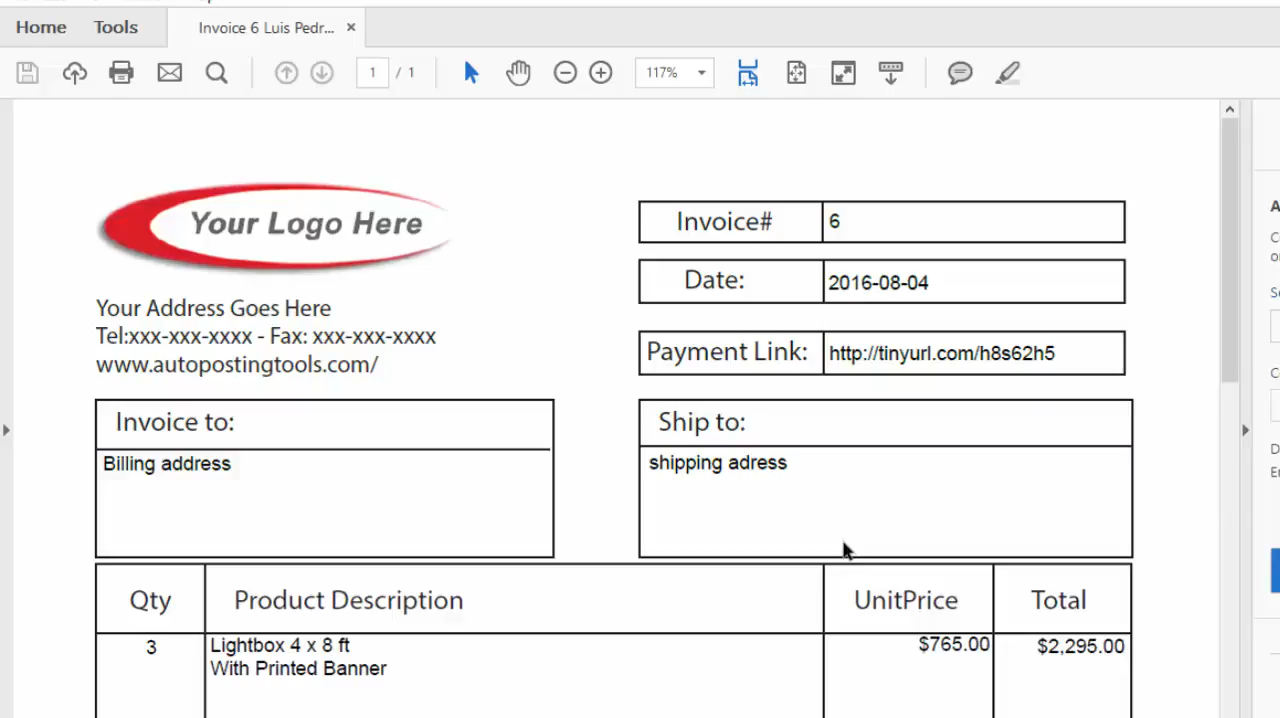 Home Tools Invoice 6 Luis Pedr... ×
1 / 1 117%
Your Logo Here
Invoice# 6
Date: 2016-08-04
Your Address Goes Here
Tel:xxx-xxx-xxxx - Fax: xxx-xxx-xxxx
www.autopostingtools.com/
Payment Link: http://tinyurl.com/h8s62h5
Invoice to:
Billing address
Ship to:
shipping adress
Qty Product Description UnitPrice Total
3 Lightbox 4 x 8 ft $765.00 $2,295.00
With Printed Banner